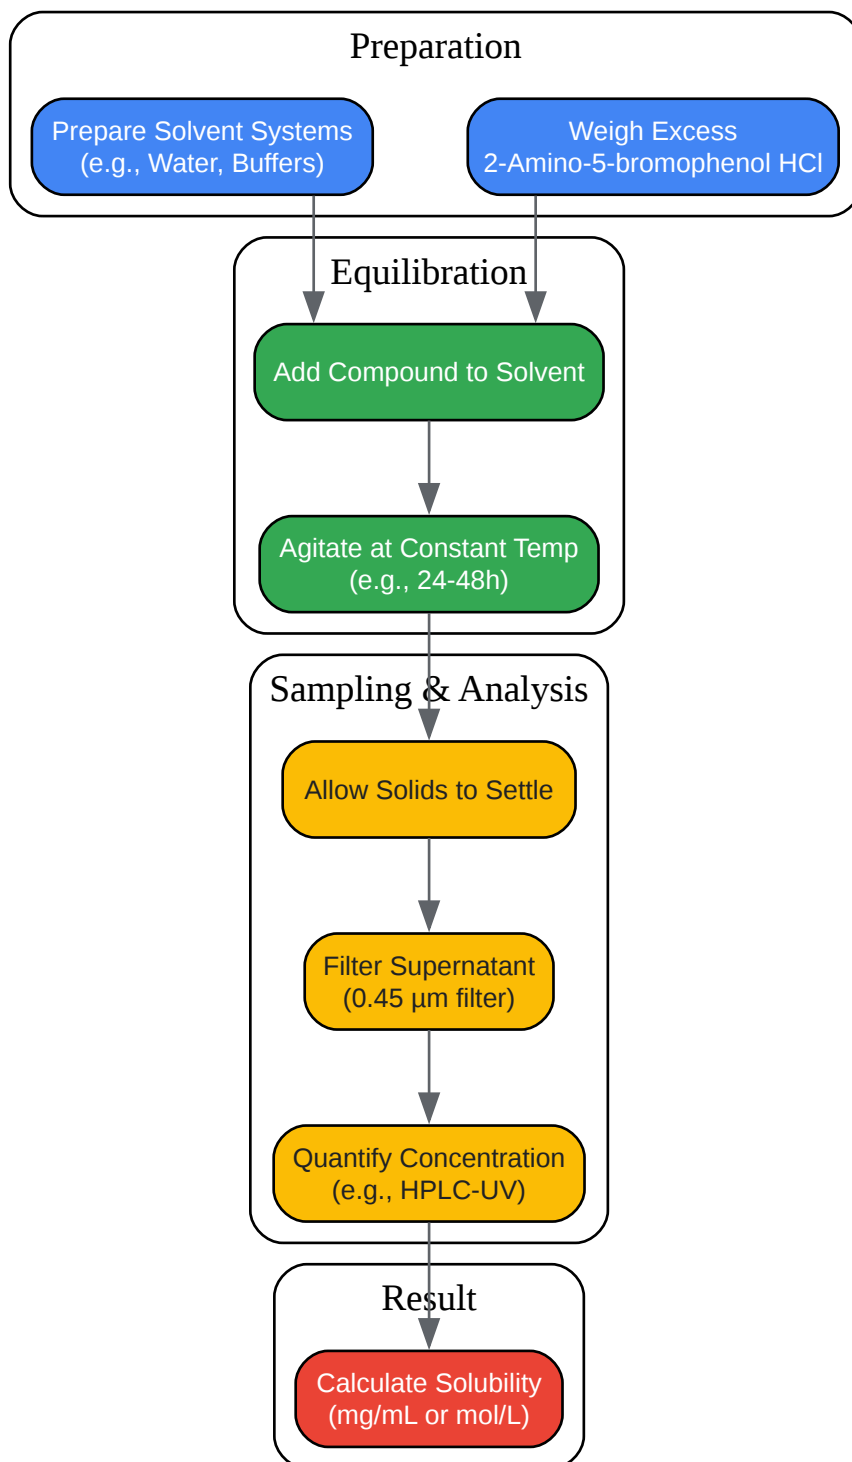 Preparation
Prepare Solvent Systems
(e.g., Water, Buffers)
Weigh Excess
2-Amino-5-bromophenol HCl
Equilibration
Add Compound to Solvent
Agitate at Constant Temp
(e.g., 24-48h)
Sampling & Analysis
Allow Solids to Settle
Filter Supernatant
(0.45 µm filter)
Quantify Concentration
(e.g., HPLC-UV)
Result
Calculate Solubility
(mg/mL or mol/L)